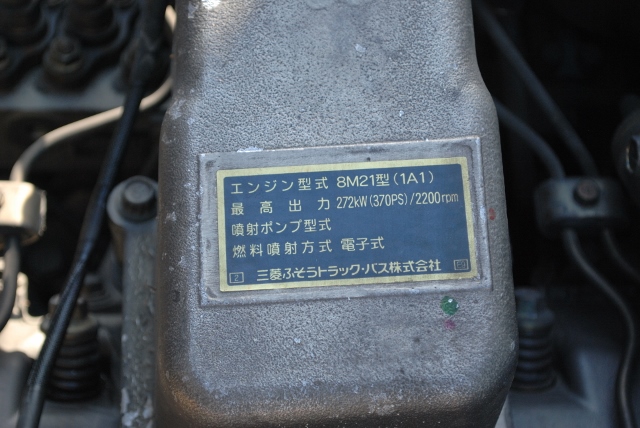 エンジン型式 8M21型(1A1)
最高出力 272kW(370PS)/2200rpm
噴射ポンプ型式
燃料噴射方式 電子式
三菱ふそうトラック・バス株式会社